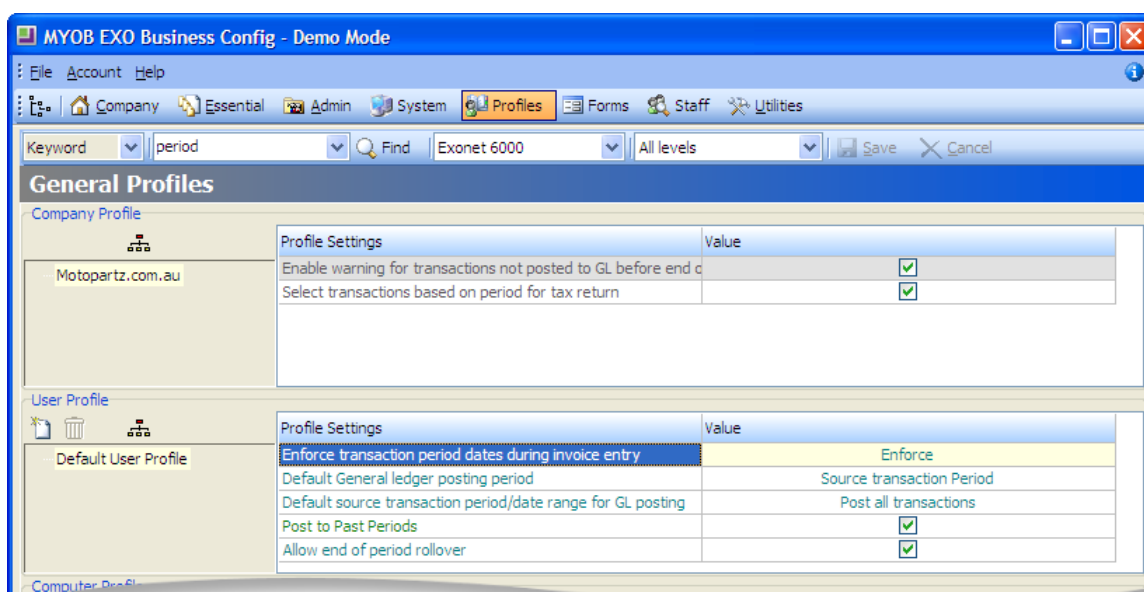 MYOB EXO Business Config - Demo Mode
File Account Help
Company Essential Admin System Profiles Forms Staff Utilities
Keyword period Find Exonet 6000 All levels Save Cancel
General Profiles
Company Profile
Profile Settings Value
Motopartz.com.au
Enable warning for transactions not posted to GL before end
Select transactions based on period for tax return
User Profile
Profile Settings Value
Default User Profile
Enforce transaction period dates during invoice entry Enforce
Default General ledger posting period Source transaction Period
Default source transaction period/date range for GL posting Post all transactions
Post to Past Periods
Allow end of period rollover
Computer